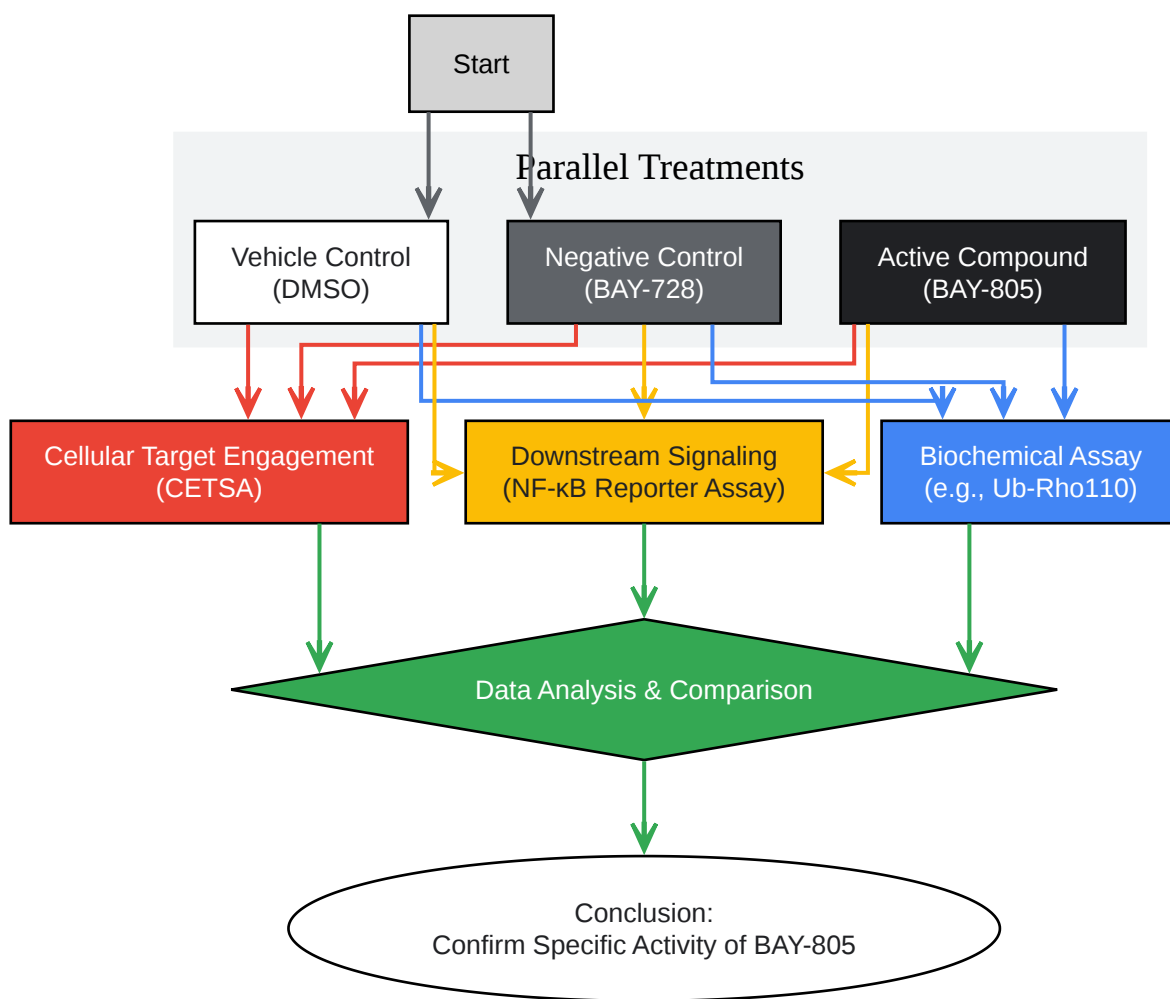 Start
Parallel Treatments
Vehicle Control
(DMSO)
Negative Control
(BAY-728)
Active Compound
(BAY-805)
Cellular Target Engagement
(CETSA)
Downstream Signaling
(NF-κB Reporter Assay)
Biochemical Assay
(e.g., Ub-Rho110)
Data Analysis & Comparison
Conclusion:
Confirm Specific Activity of BAY-805